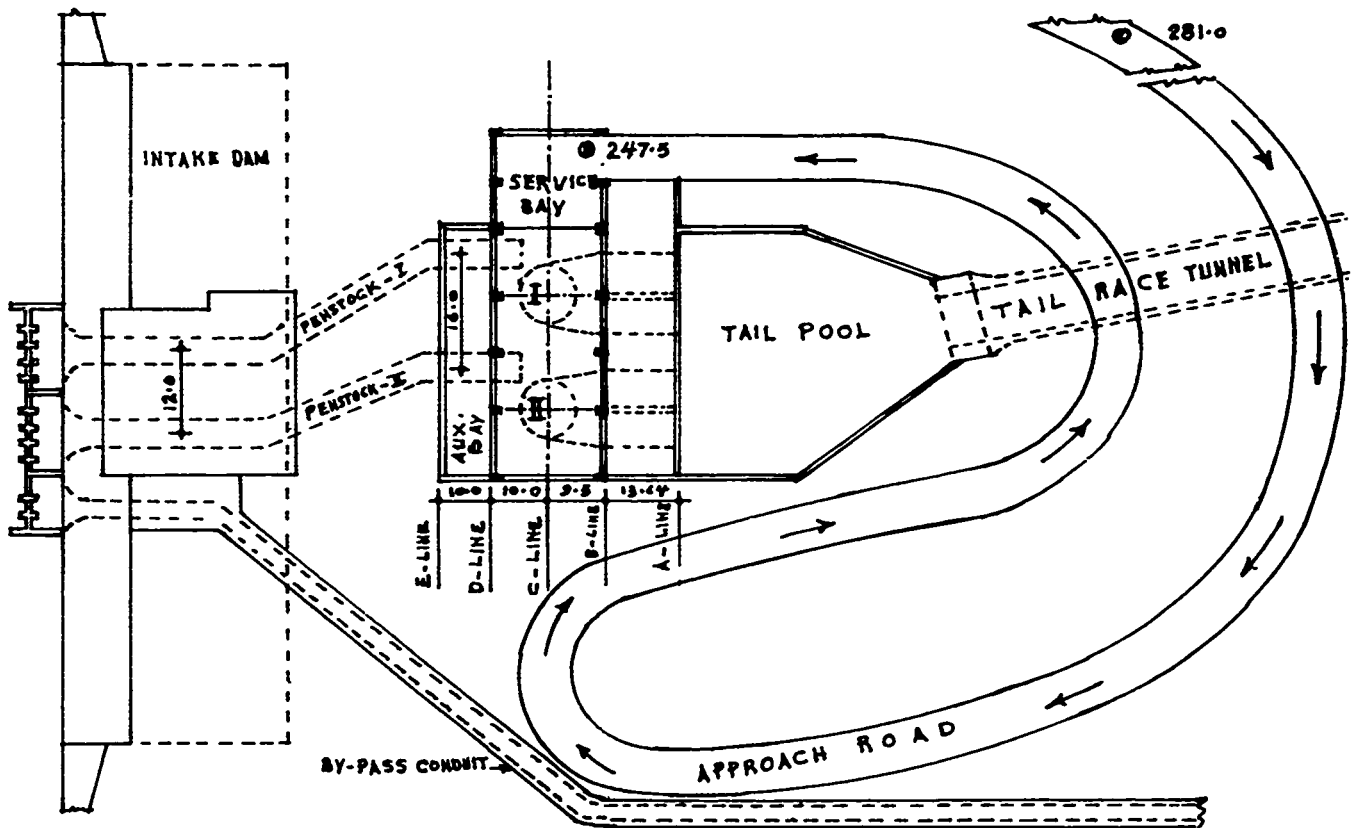 281.0
INTAKE DAM
247.5
SERVICE
BAY
PENSTOCK-I
16.0
TAIL RACE TUNNEL
TAIL POOL
12.0
PENSTOCK-II
AUX.
BAY
10.0 10.0 9.5 13.64
E-LINE
D-LINE
C-LINE
B-LINE
A-LINE
APPROACH ROAD
BY-PASS CONDUIT